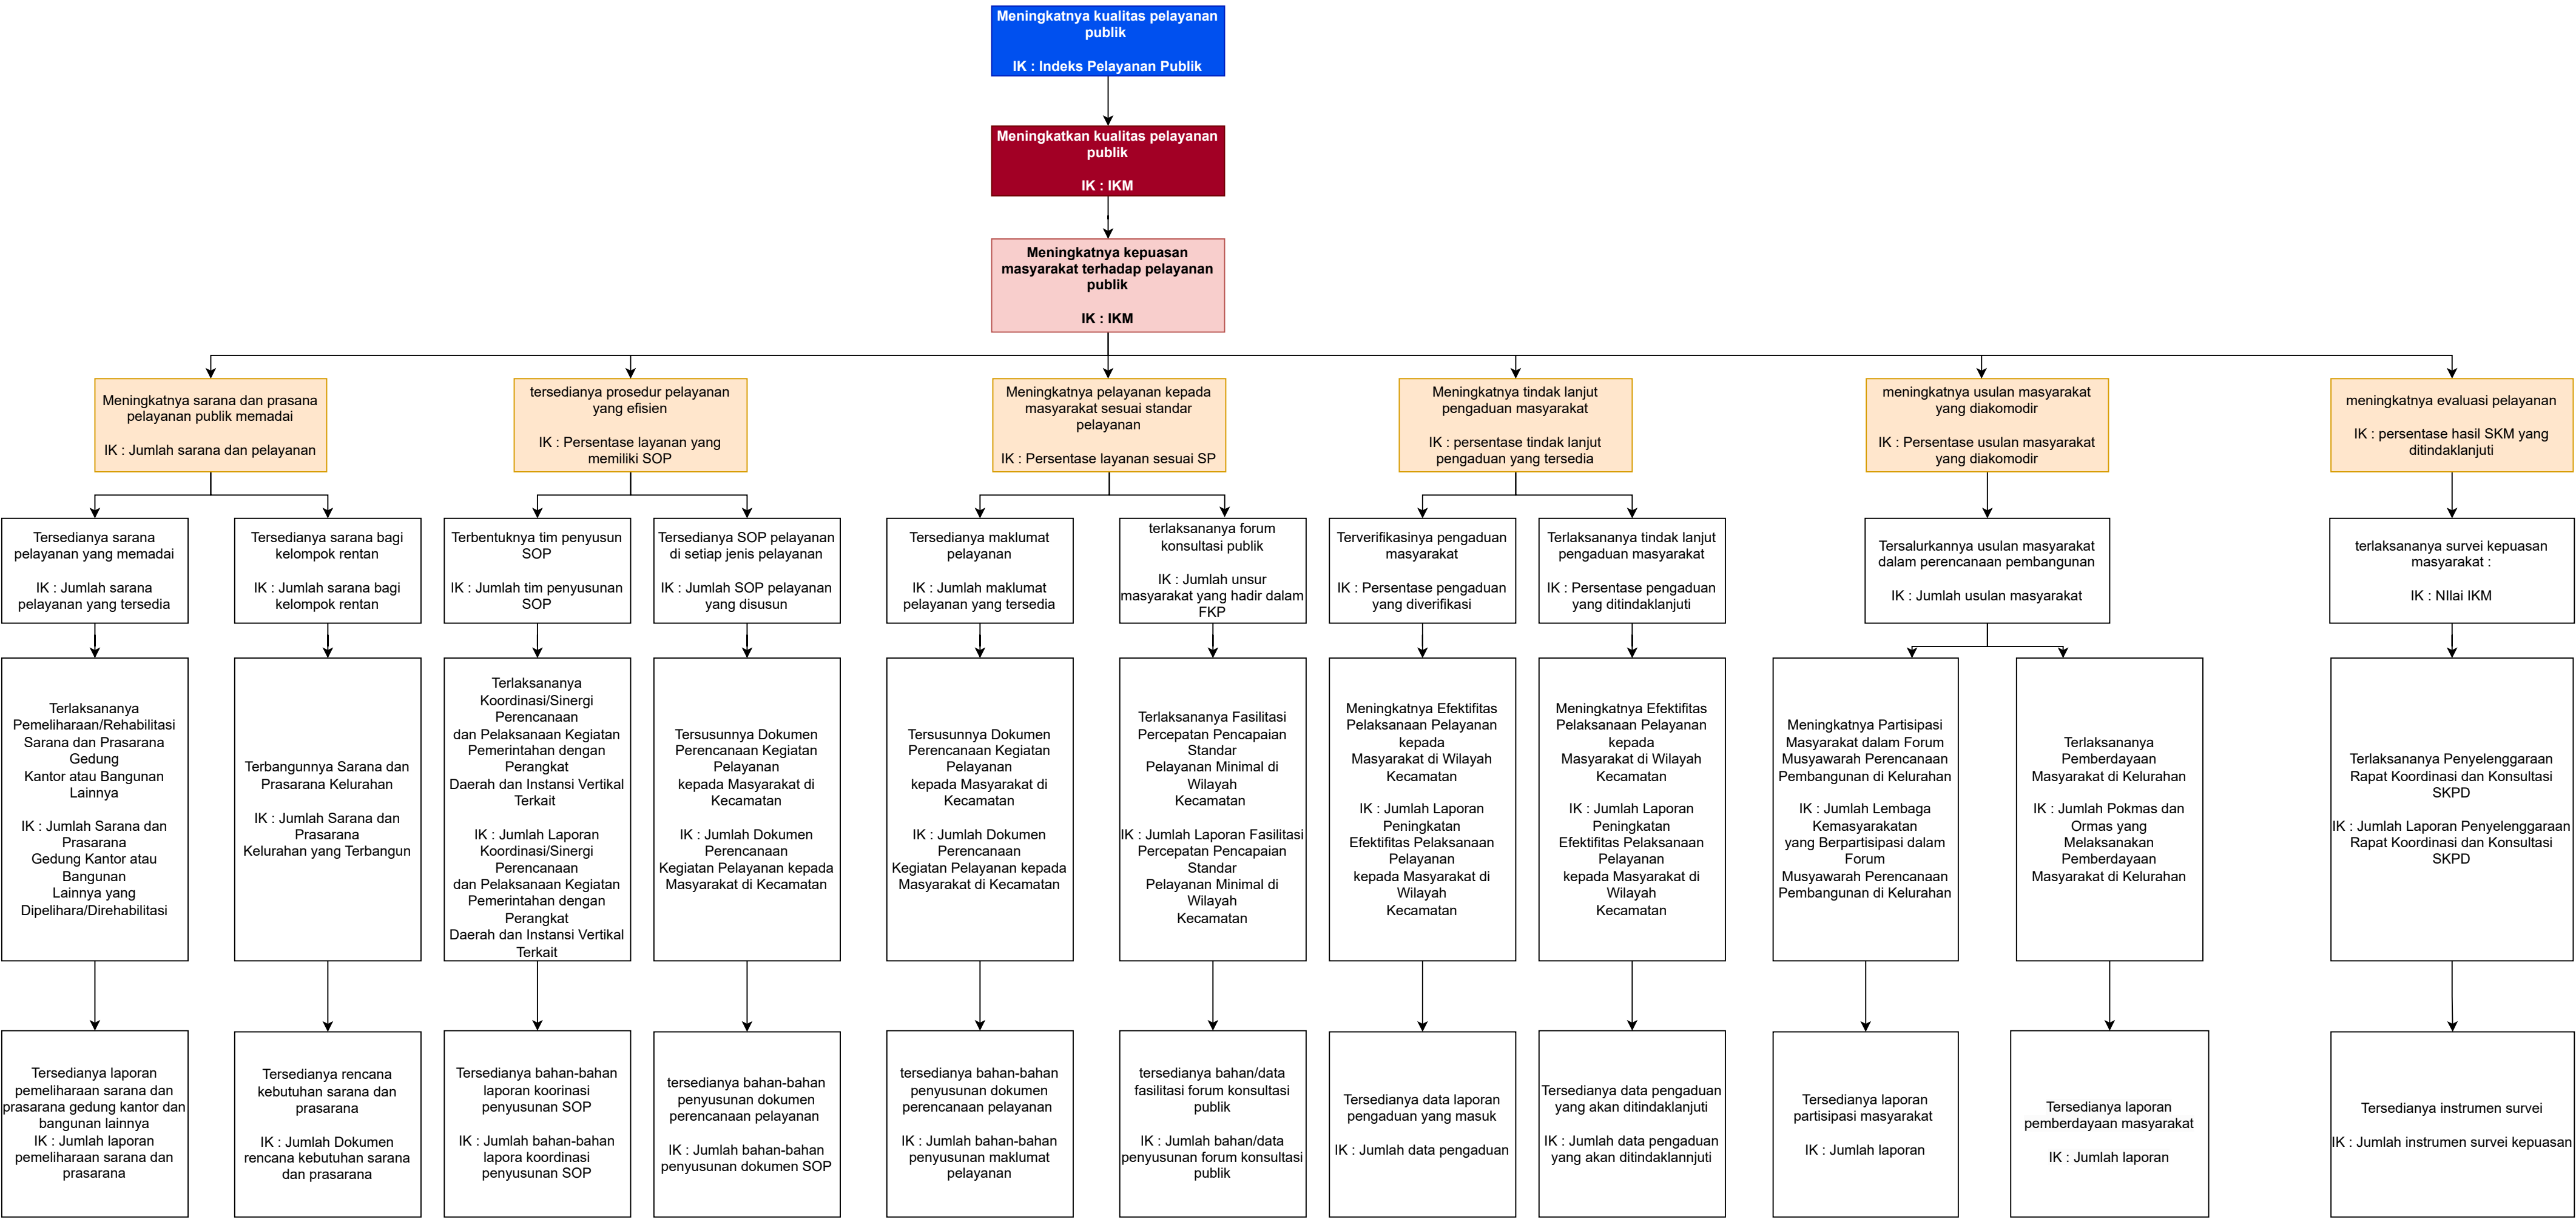 Meningkatnya kualitas pelayanan
publik
IK : Indeks Pelayanan Publik
Meningkatkan kualitas pelayanan
publik
IK : IKM
Meningkatnya kepuasan
masyarakat terhadap pelayanan
publik
IK : IKM
Meningkatnya sarana dan prasana
pelayanan publik memadai
IK : Jumlah sarana dan pelayanan
tersedianya prosedur pelayanan
yang efisien
IK : Persentase layanan yang
memiliki SOP
Meningkatnya pelayanan kepada
masyarakat sesuai standar
pelayanan
IK : Persentase layanan sesuai SP
Meningkatnya tindak lanjut
pengaduan masyarakat
IK : persentase tindak lanjut
pengaduan yang tersedia
meningkatnya usulan masyarakat
yang diakomodir
IK : Persentase usulan masyarakat
yang diakomodir
meningkatnya evaluasi pelayanan
IK : persentase hasil SKM yang
ditindaklanjuti
Tersedianya sarana
pelayanan yang memadai
IK : Jumlah sarana
pelayanan yang tersedia
Tersedianya sarana bagi
kelompok rentan
IK : Jumlah sarana bagi
kelompok rentan
Terbentuknya tim penyusun
SOP
IK : Jumlah tim penyusunan
SOP
Tersedianya SOP pelayanan
di setiap jenis pelayanan
IK : Jumlah SOP pelayanan
yang disusun
Tersedianya maklumat
pelayanan
IK : Jumlah maklumat
pelayanan yang tersedia
terlaksananya forum
konsultasi publik
IK : Jumlah unsur
masyarakat yang hadir dalam
FKP
Terverifikasinya pengaduan
masyarakat
IK : Persentase pengaduan
yang diverifikasi
Terlaksananya tindak lanjut
pengaduan masyarakat
IK : Persentase pengaduan
yang ditindaklanjuti
Tersalurkannya usulan masyarakat
dalam perencanaan pembangunan
IK : Jumlah usulan masyarakat
terlaksananya survei kepuasan
masyarakat :
IK : NIlai IKM
Terlaksananya
Pemeliharaan/Rehabilitasi
Sarana dan Prasarana
Gedung
Kantor atau Bangunan
Lainnya
IK : Jumlah Sarana dan
Prasarana
Gedung Kantor atau
Bangunan
Lainnya yang
Dipelihara/Direhabilitasi
Terbangunnya Sarana dan
Prasarana Kelurahan
IK : Jumlah Sarana dan
Prasarana
Kelurahan yang Terbangun
Terlaksananya
Koordinasi/Sinergi
Perencanaan
dan Pelaksanaan Kegiatan
Pemerintahan dengan
Perangkat
Daerah dan Instansi Vertikal
Terkait
IK : Jumlah Laporan
Koordinasi/Sinergi
Perencanaan
dan Pelaksanaan Kegiatan
Pemerintahan dengan
Perangkat
Daerah dan Instansi Vertikal
Terkait
Tersusunnya Dokumen
Perencanaan Kegiatan
Pelayanan
kepada Masyarakat di
Kecamatan
IK : Jumlah Dokumen
Perencanaan
Kegiatan Pelayanan kepada
Masyarakat di Kecamatan
Tersusunnya Dokumen
Perencanaan Kegiatan
Pelayanan
kepada Masyarakat di
Kecamatan
IK : Jumlah Dokumen
Perencanaan
Kegiatan Pelayanan kepada
Masyarakat di Kecamatan
Terlaksananya Fasilitasi
Percepatan Pencapaian
Standar
Pelayanan Minimal di
Wilayah
Kecamatan
IK : Jumlah Laporan Fasilitasi
Percepatan Pencapaian
Standar
Pelayanan Minimal di
Wilayah
Kecamatan
Meningkatnya Efektifitas
Pelaksanaan Pelayanan
kepada
Masyarakat di Wilayah
Kecamatan
IK : Jumlah Laporan
Peningkatan
Efektifitas Pelaksanaan
Pelayanan
kepada Masyarakat di
Wilayah
Kecamatan
Meningkatnya Efektifitas
Pelaksanaan Pelayanan
kepada
Masyarakat di Wilayah
Kecamatan
IK : Jumlah Laporan
Peningkatan
Efektifitas Pelaksanaan
Pelayanan
kepada Masyarakat di
Wilayah
Kecamatan
Meningkatnya Partisipasi
Masyarakat dalam Forum
Musyawarah Perencanaan
Pembangunan di Kelurahan
IK : Jumlah Lembaga
Kemasyarakatan
yang Berpartisipasi dalam
Forum
Musyawarah Perencanaan
Pembangunan di Kelurahan
Terlaksananya
Pemberdayaan
Masyarakat di Kelurahan
IK : Jumlah Pokmas dan
Ormas yang
Melaksanakan
Pemberdayaan
Masyarakat di Kelurahan
Terlaksananya Penyelenggaraan
Rapat Koordinasi dan Konsultasi
SKPD
IK : Jumlah Laporan Penyelenggaraan
Rapat Koordinasi dan Konsultasi
SKPD
Tersedianya laporan
pemeliharaan sarana dan
prasarana gedung kantor dan
bangunan lainnya
IK : Jumlah laporan
pemeliharaan sarana dan
prasarana
Tersedianya rencana
kebutuhan sarana dan
prasarana
IK : Jumlah Dokumen
rencana kebutuhan sarana
dan prasarana
Tersedianya bahan-bahan
laporan koorinasi
penyusunan SOP
IK : Jumlah bahan-bahan
lapora koordinasi
penyusunan SOP
tersedianya bahan-bahan
penyusunan dokumen
perencanaan pelayanan
IK : Jumlah bahan-bahan
penyusunan dokumen SOP
tersedianya bahan-bahan
penyusunan dokumen
perencanaan pelayanan
IK : Jumlah bahan-bahan
penyusunan maklumat
pelayanan
tersedianya bahan/data
fasilitasi forum konsultasi
publik
IK : Jumlah bahan/data
penyusunan forum konsultasi
publik
Tersedianya data laporan
pengaduan yang masuk
IK : Jumlah data pengaduan
Tersedianya data pengaduan
yang akan ditindaklanjuti
IK : Jumlah data pengaduan
yang akan ditindaklannjuti
Tersedianya laporan
partisipasi masyarakat
IK : Jumlah laporan
Tersedianya laporan
pemberdayaan masyarakat
IK : Jumlah laporan
Tersedianya instrumen survei
IK : Jumlah instrumen survei kepuasan